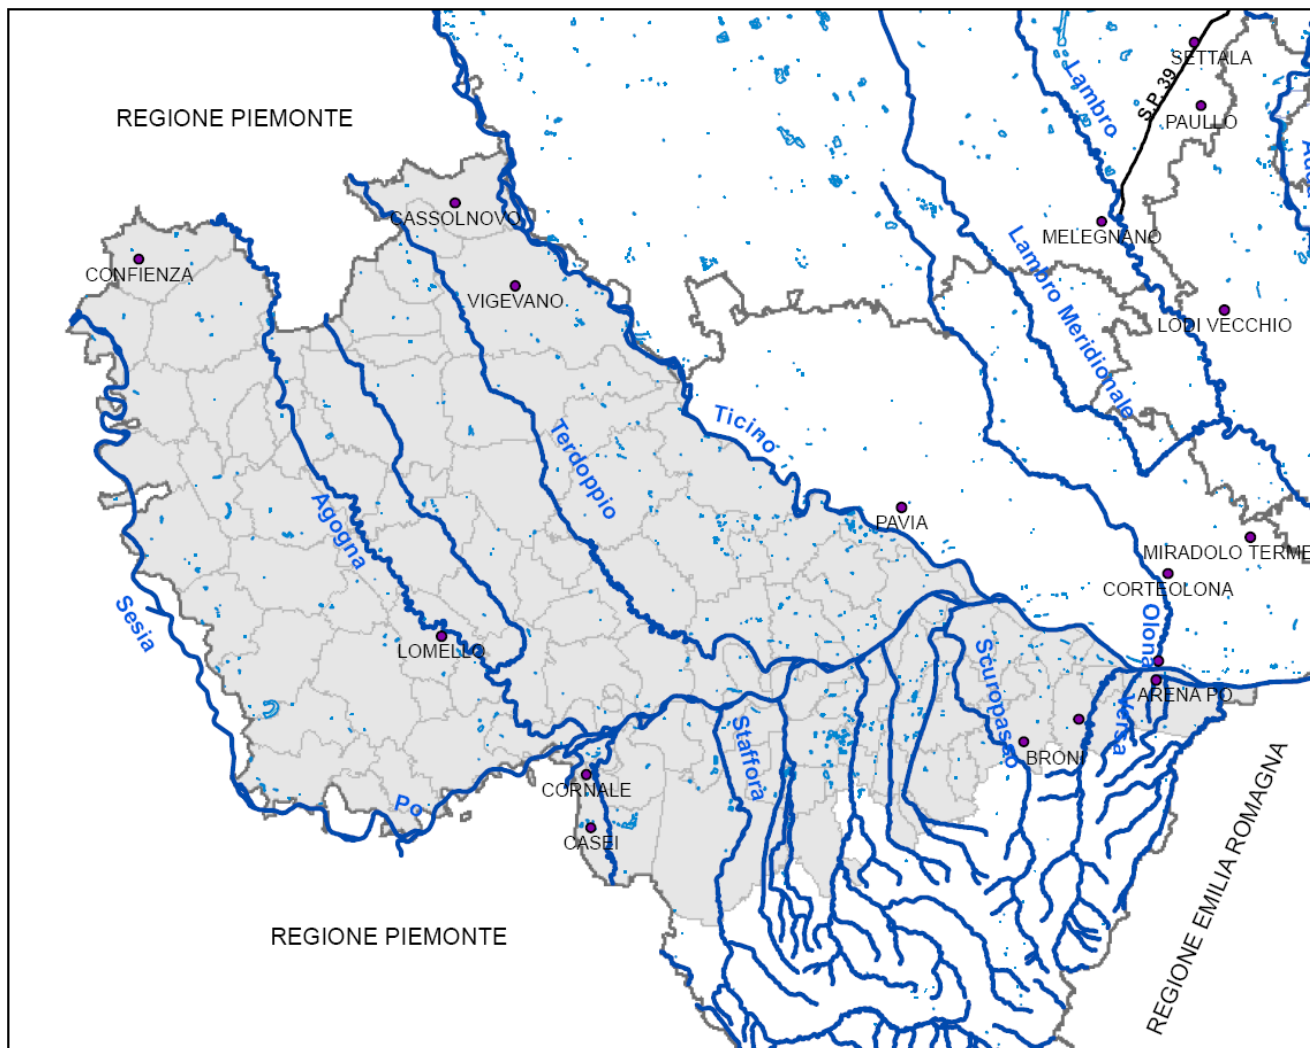 SETTALA
Lambro
S.P. 39
REGIONE PIEMONTE
PAULLO
CASSOLNOVO
MELEGNANO
CONFIENZA
VIGEVANO
Lambro Meridionale
LODI VECCHIO
Ticino
Terdoppio
Agogna
PAVIA
MIRADOLO TERME
CORTEOLONA
Sesia
Olona
LOMELLO
Scuropasso
ARENA PO
Versa
Staffora
BRONI
CORNALE
Po
CASEI
REGIONE PIEMONTE
REGIONE EMILIA ROMAGNA